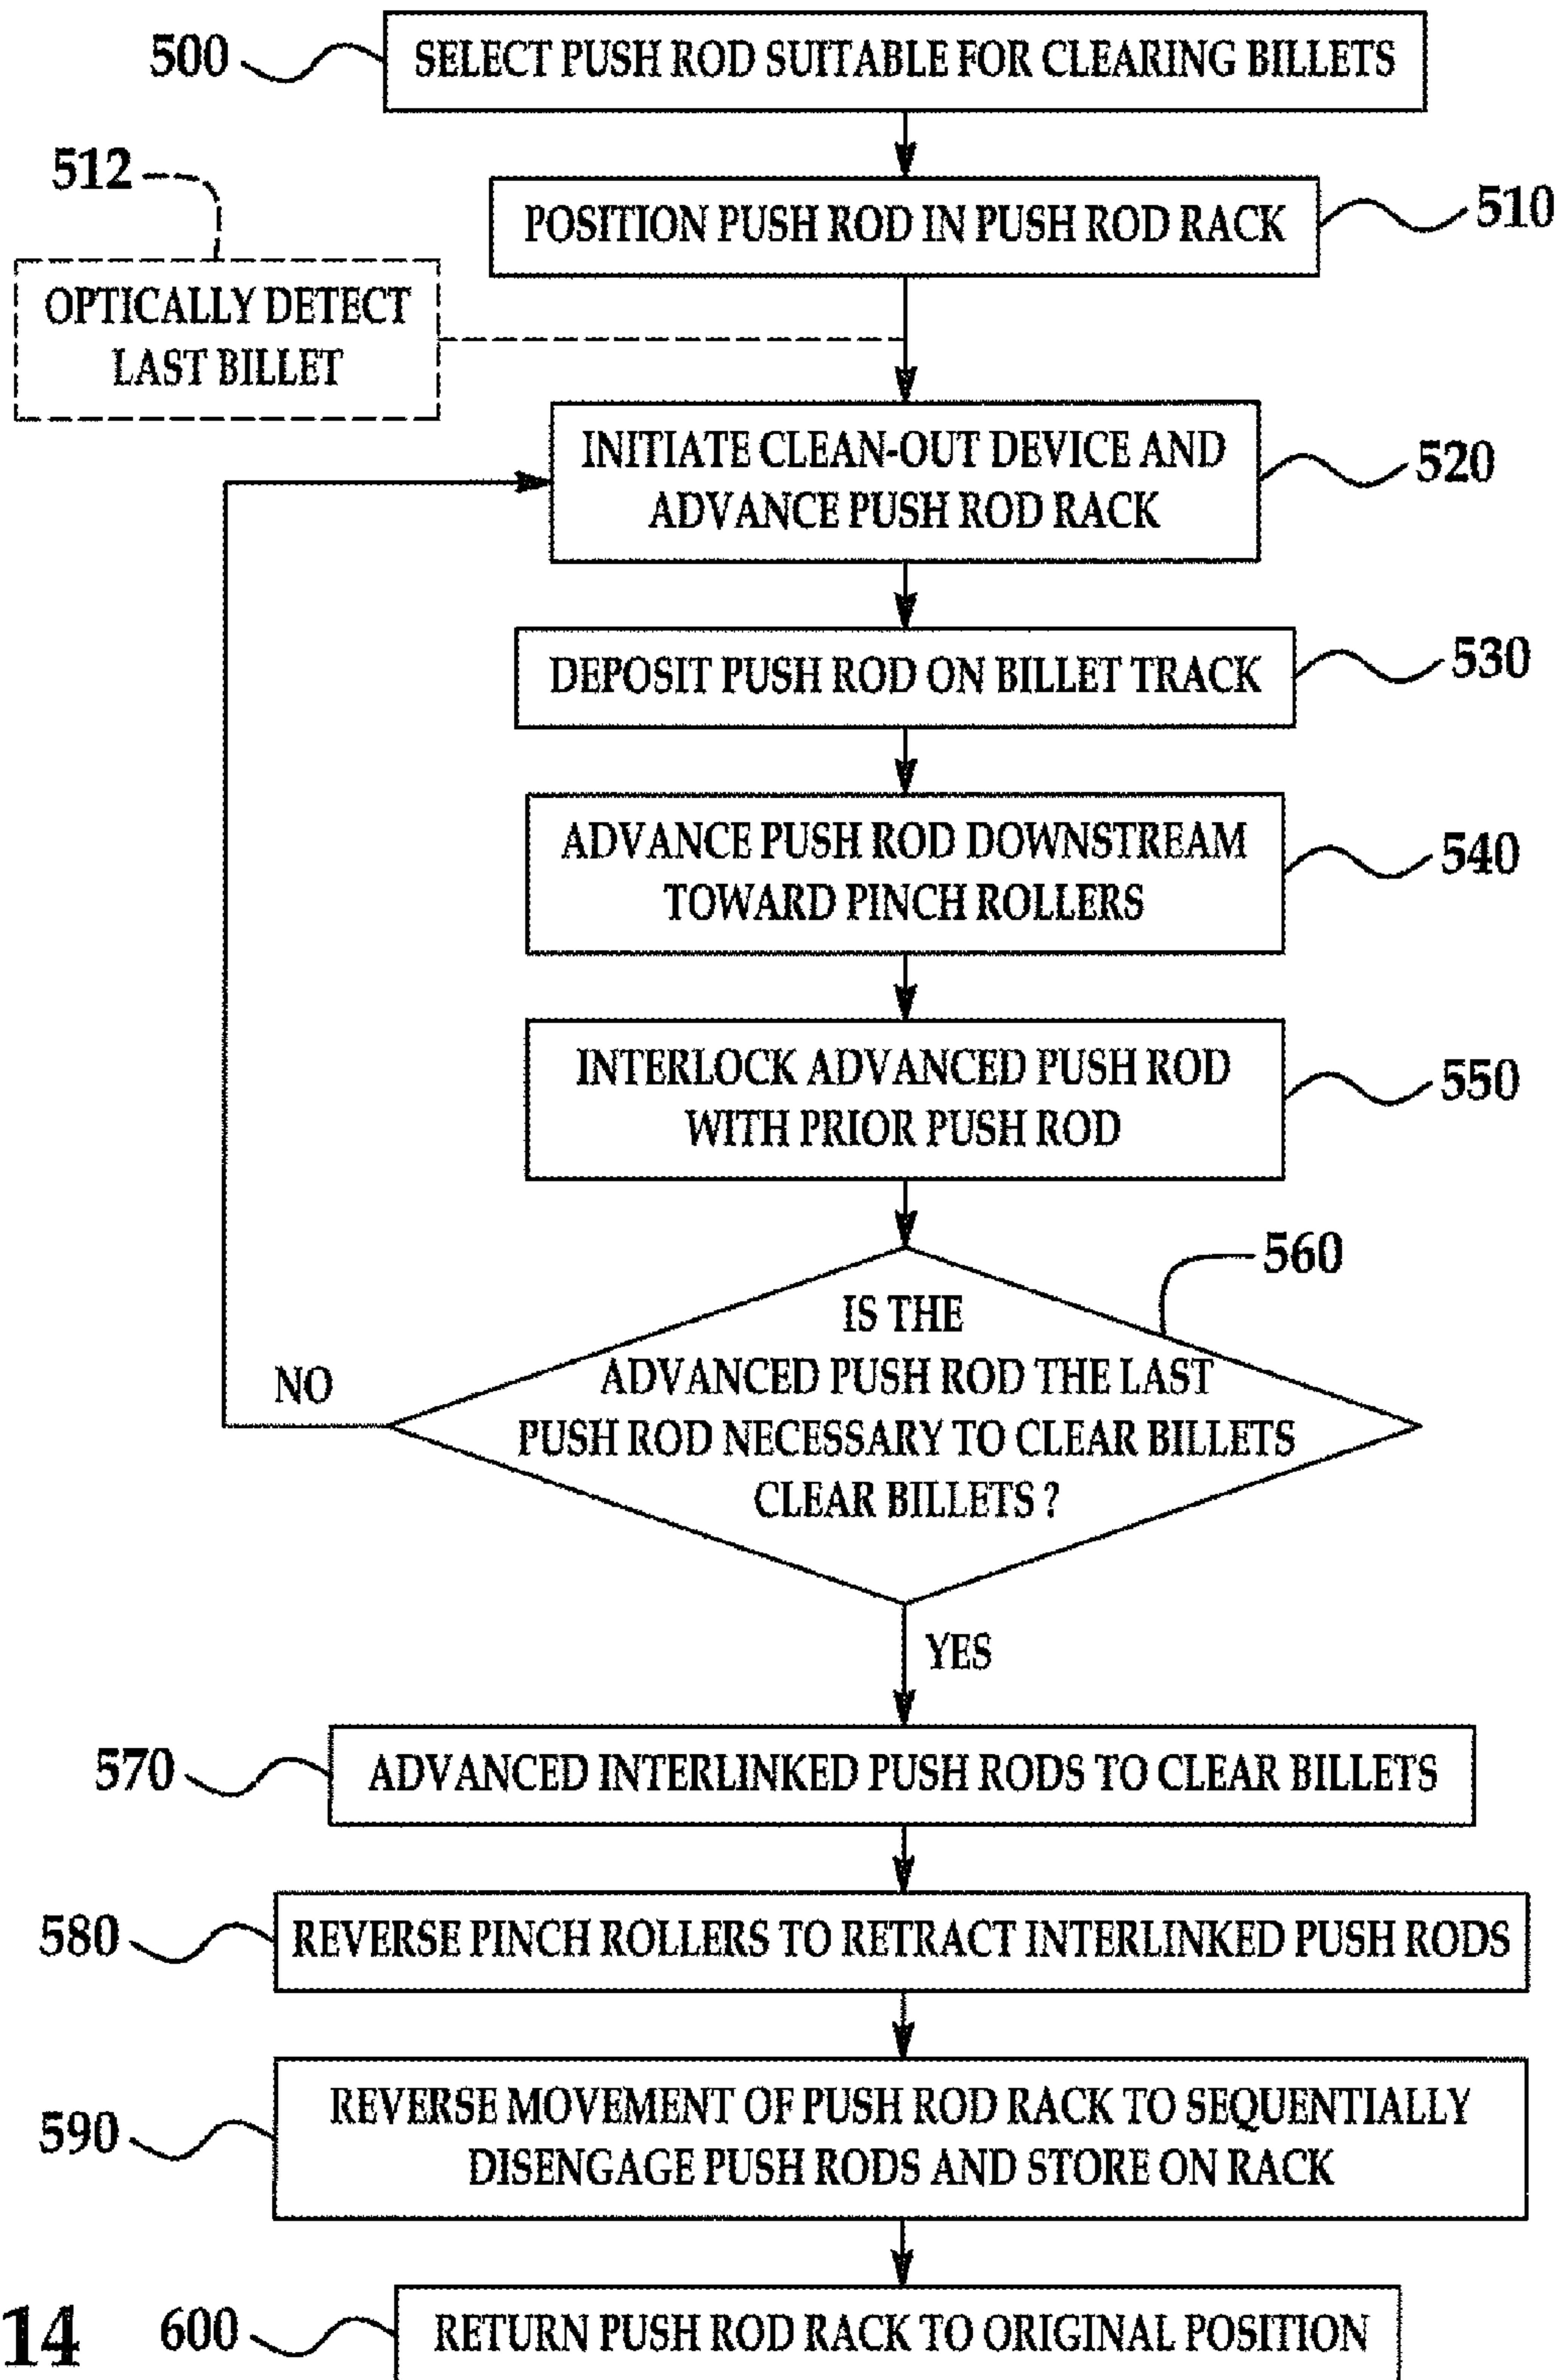 500
SELECT PUSH ROD SUITABLE FOR CLEARING BILLETS
512
POSITION PUSH ROD IN PUSH ROD RACK
510
OPTICALLY DETECT
LAST BILLET
INITIATE CLEAN-OUT DEVICE AND
ADVANCE PUSH ROD RACK
520
DEPOSIT PUSH ROD ON BILLET TRACK
530
ADVANCE PUSH ROD DOWNSTREAM
TOWARD PINCH ROLLERS
540
INTERLOCK ADVANCED PUSH ROD
WITH PRIOR PUSH ROD
550
560
IS THE
ADVANCED PUSH ROD THE LAST
PUSH ROD NECESSARY TO CLEAR BILLETS
CLEAR BILLETS ?
NO
YES
570
ADVANCED INTERLINKED PUSH RODS TO CLEAR BILLETS
580
REVERSE PINCH ROLLERS TO RETRACT INTERLINKED PUSH RODS
590
REVERSE MOVEMENT OF PUSH ROD RACK TO SEQUENTIALLY
DISENGAGE PUSH RODS AND STORE ON RACK
14
600
RETURN PUSH ROD RACK TO ORIGINAL POSITION